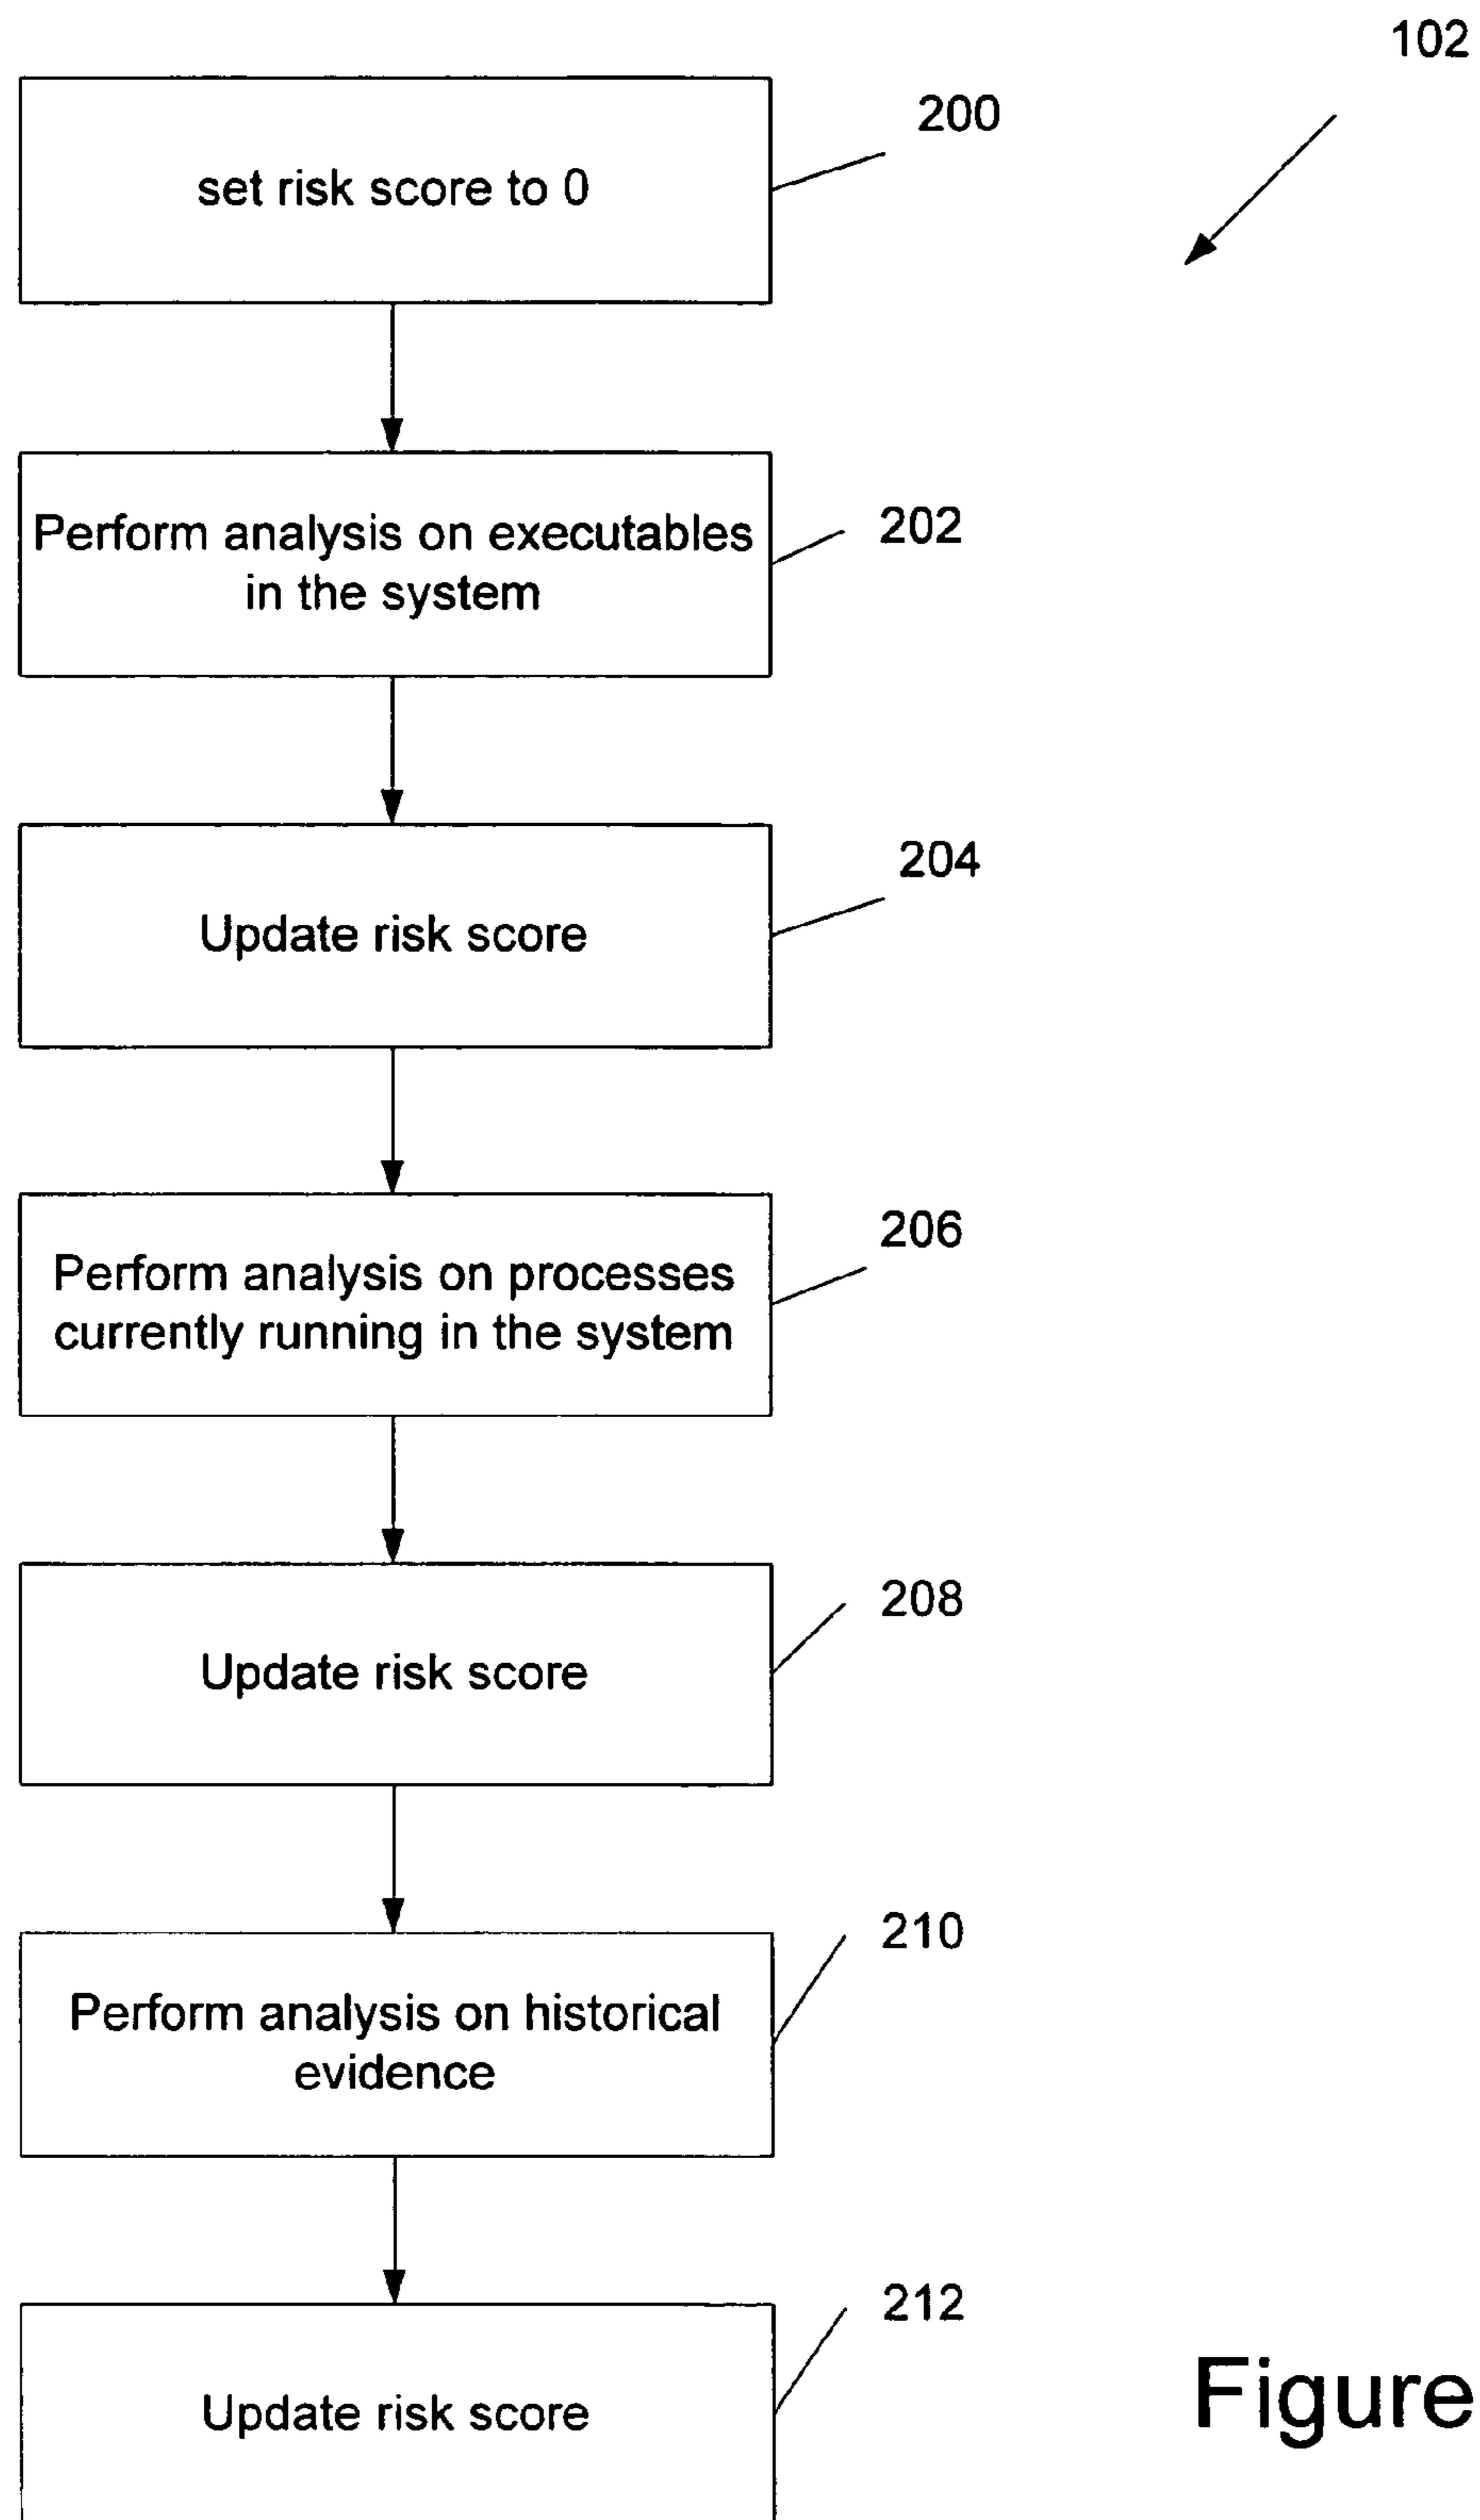 102
200
set risk score to 0
202
Perform analysis on executables
in the system
204
Update risk score
206
Perform analysis on processes
currently running in the system
208
Update risk score
210
Perform analysis on historical
evidence
212
Update risk score
Figure